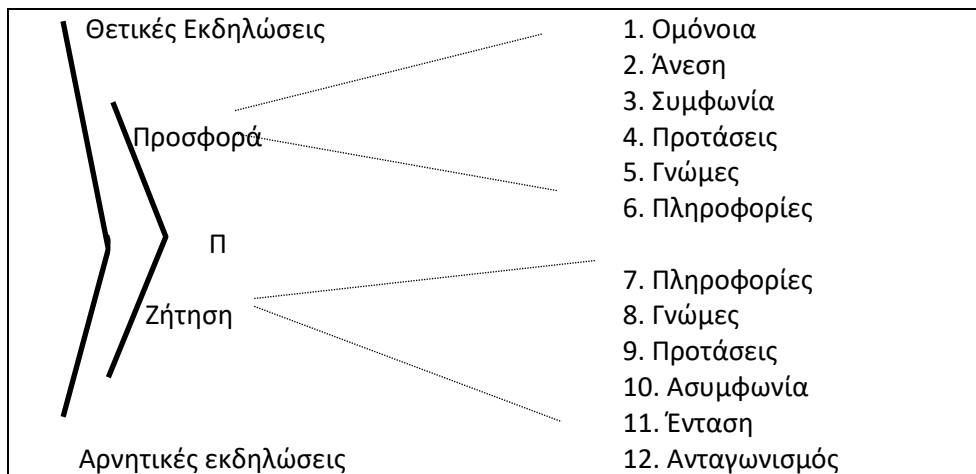 Θετικές Εκδηλώσεις
Προσφορά
Π
Ζήτηση
Αρνητικές εκδηλώσεις
1. Ομόνοια
2. Άνεση
3. Συμφωνία
4. Προτάσεις
5. Γνώμες
6. Πληροφορίες
7. Πληροφορίες
8. Γνώμες
9. Προτάσεις
10. Ασυμφωνία
11. Ένταση
12. Ανταγωνισμός